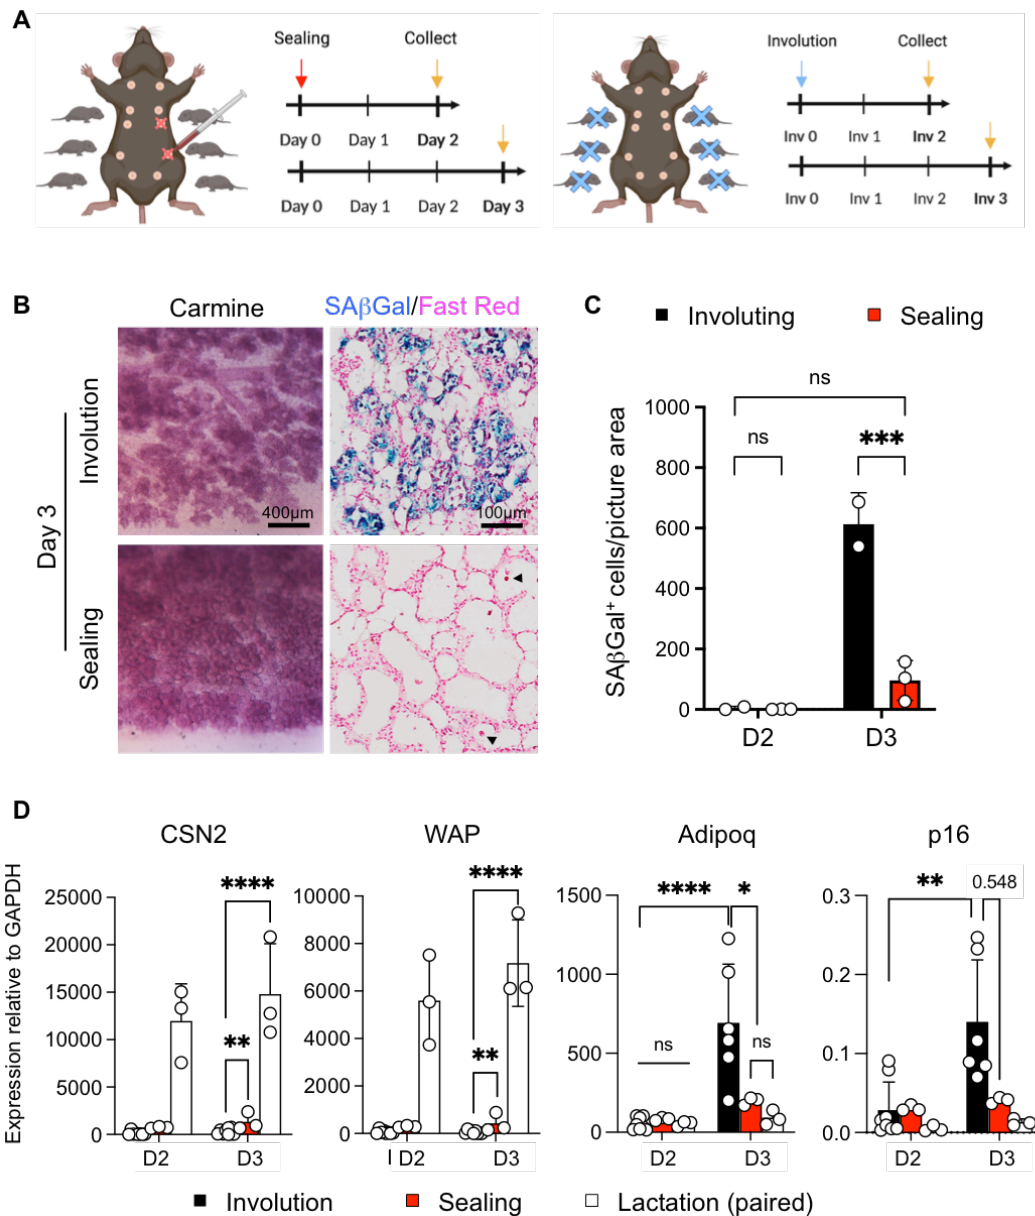 A
Sealing Collect
Day 0 Day 1 Day 2
Day 0 Day 1 Day 2 Day 3
Involution Collect
Inv 0 Inv 1 Inv 2
Inv 0 Inv 1 Inv 2 Inv 3
B
Carmine SAβGal/Fast Red
Day 3
Involution
400μm 100μm
Sealing
C
Involuting Sealing
SAβGal⁺ cells/picture area
ns
ns ***
1000
800
600
400
200
0
D2 D3
D
Expression relative to GAPDH
CSN2
25000
20000
15000
10000
5000
0
****
**
D2 D3
WAP
10000
8000
6000
4000
2000
0
****
**
D2 D3
Adipoq
1500
1000
500
0
**** *
ns ns
D2 D3
p16
0.3
0.2
0.1
0.0
** 0.548
D2 D3
Involution Sealing Lactation (paired)